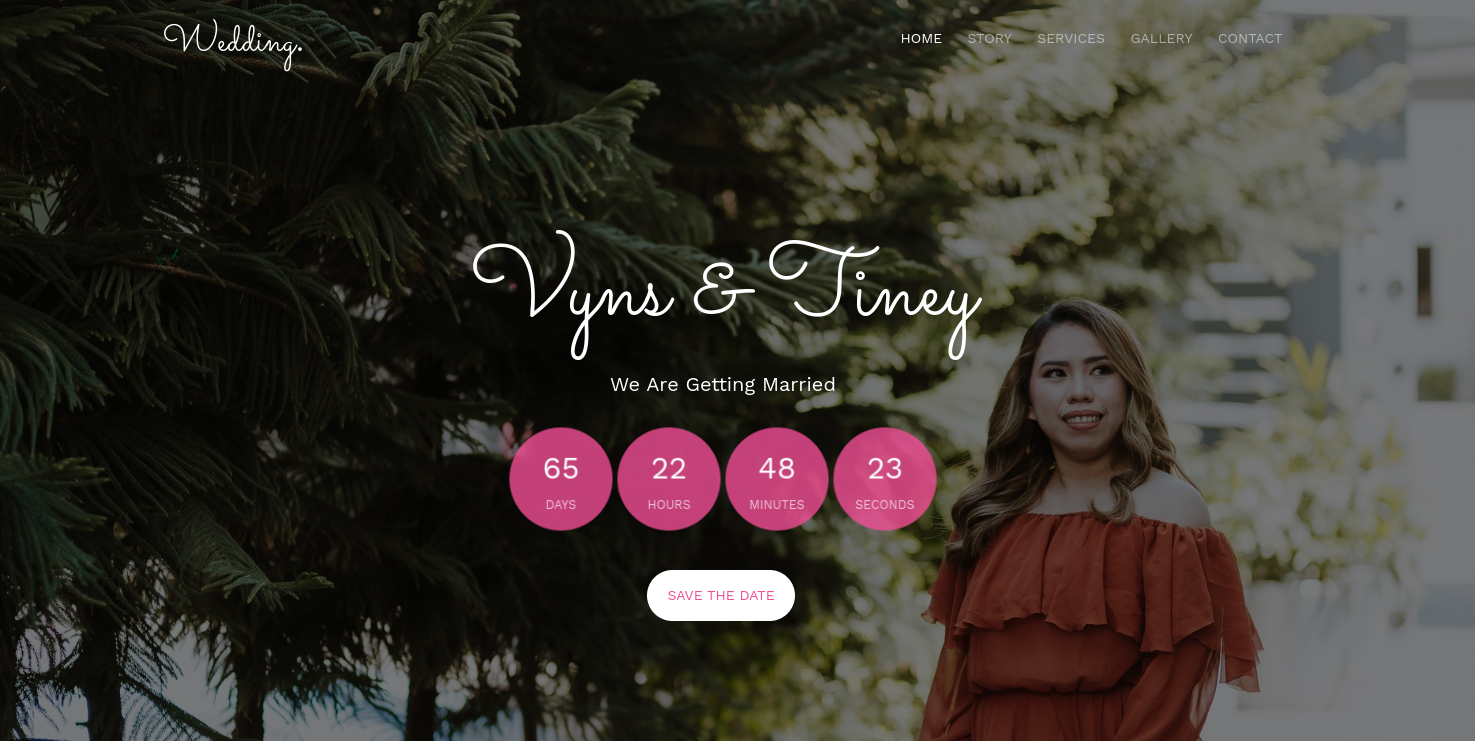 Wedding.
HOME STORY SERVICES GALLERY CONTACT
Vyns & Tiney
We Are Getting Married
65 22 48 23
DAYS HOURS MINUTES SECONDS
SAVE THE DATE